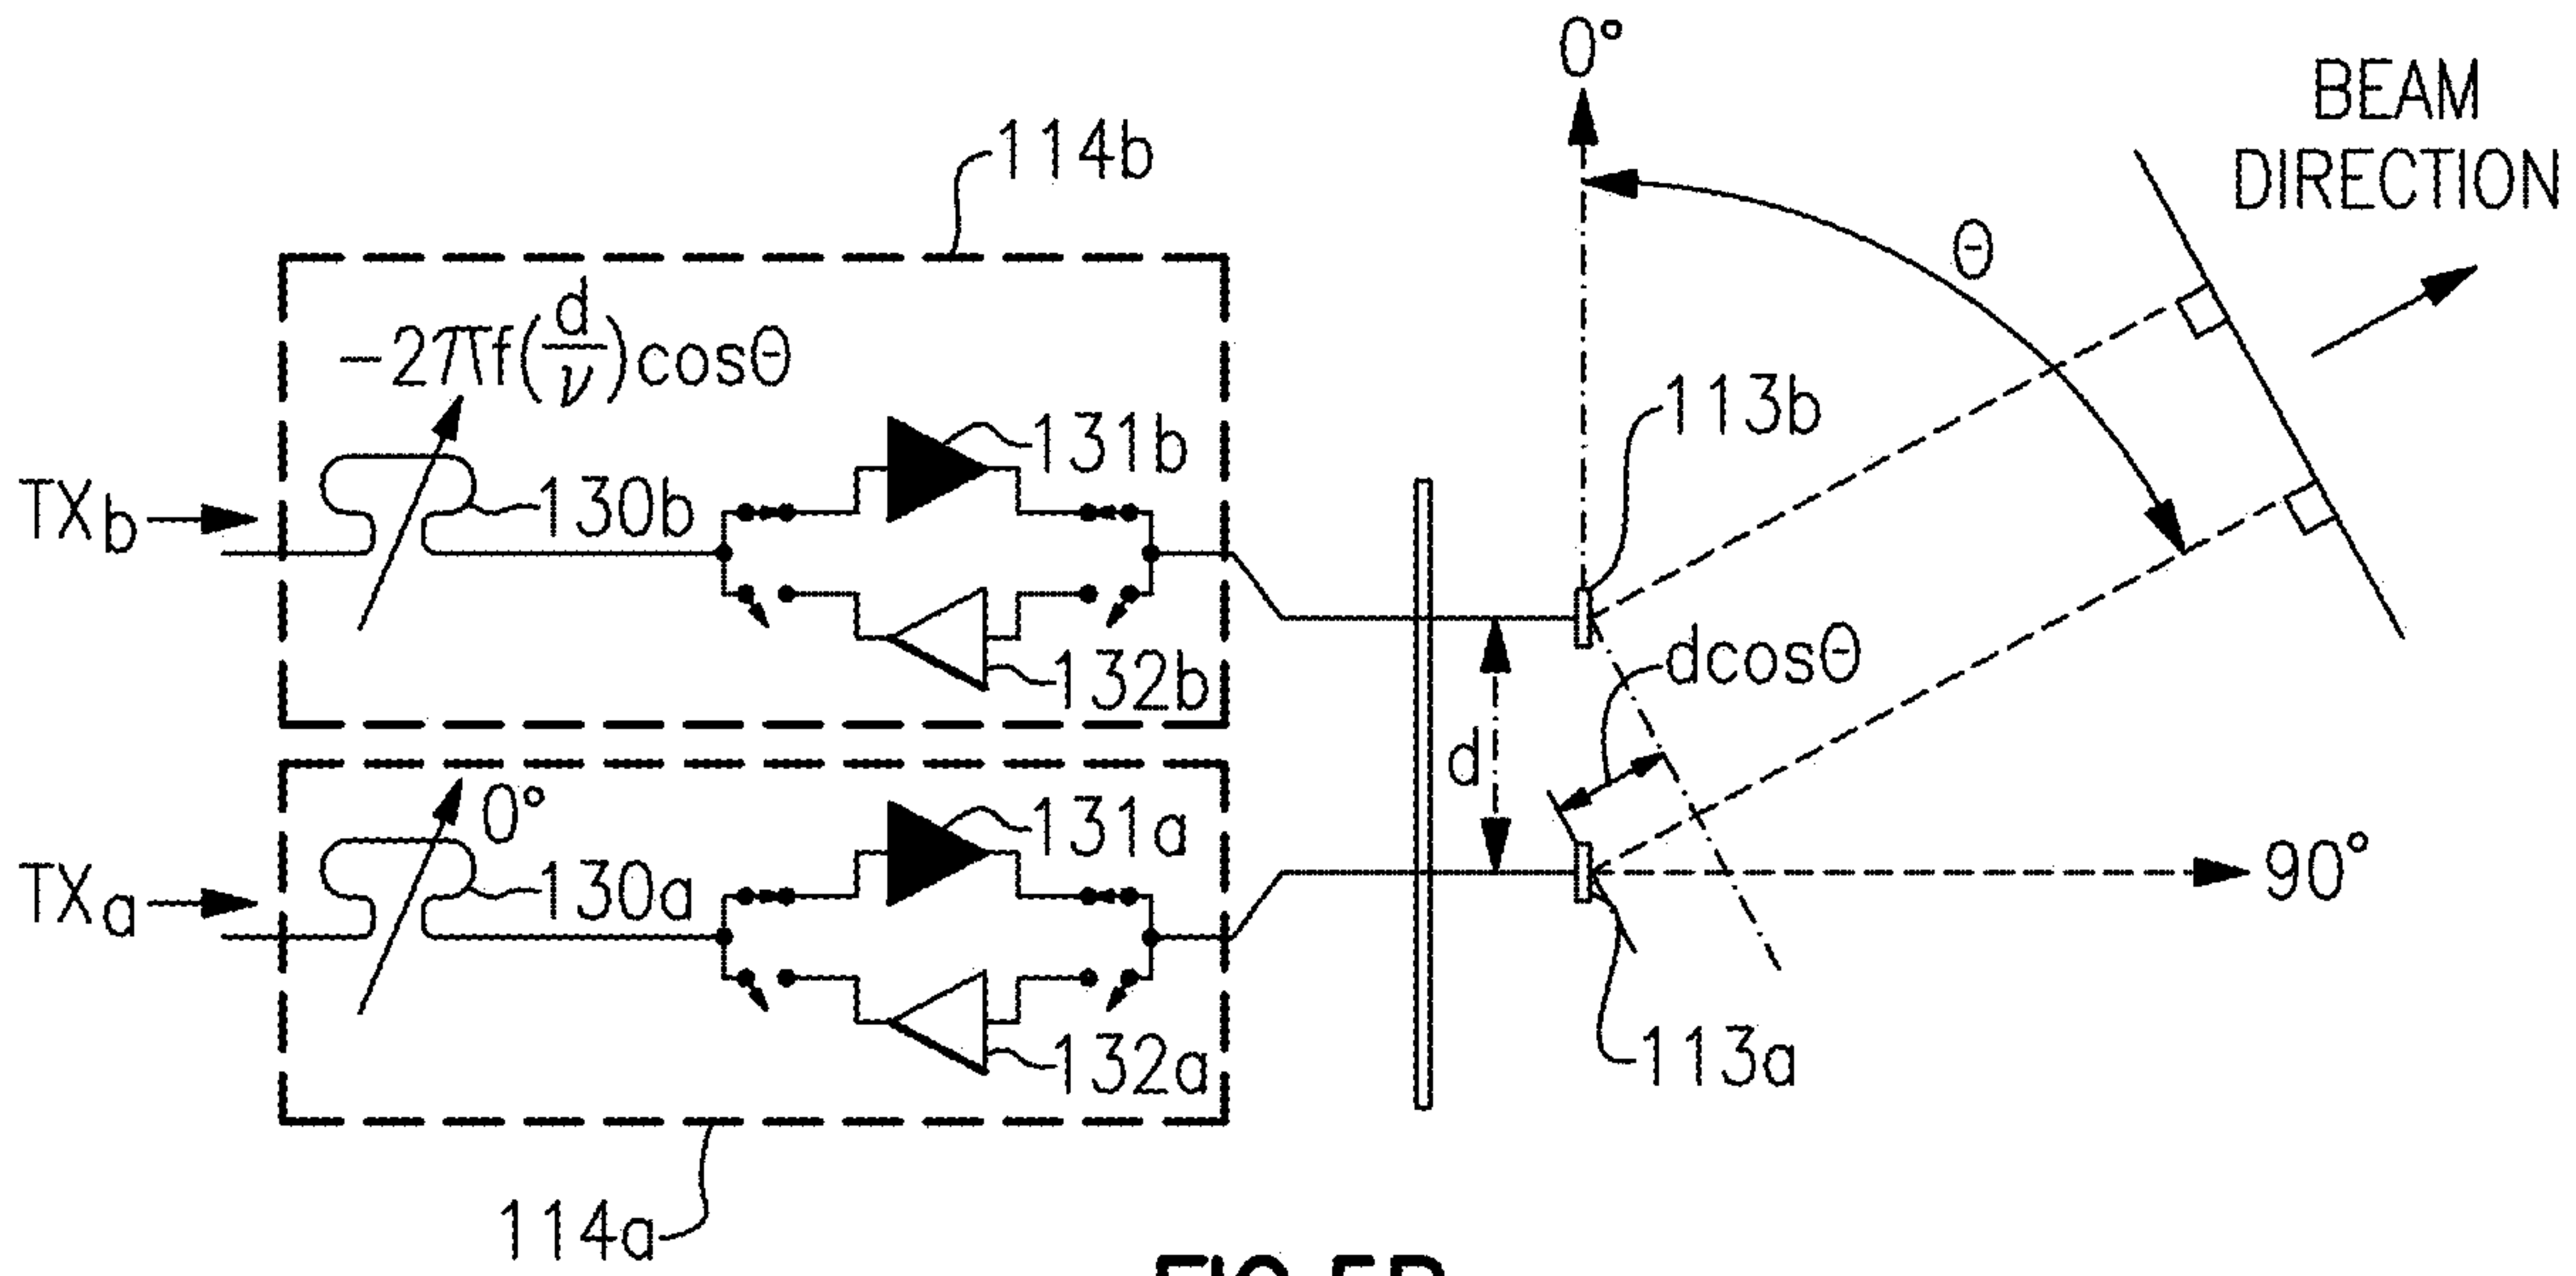 0°
BEAM
DIRECTION
114b
θ
-2πf(d/ν)cosθ
113b
131b
TXb
130b
dcosθ
132b
d
0°
131a
TXa
130a
90°
132a
113a
114a